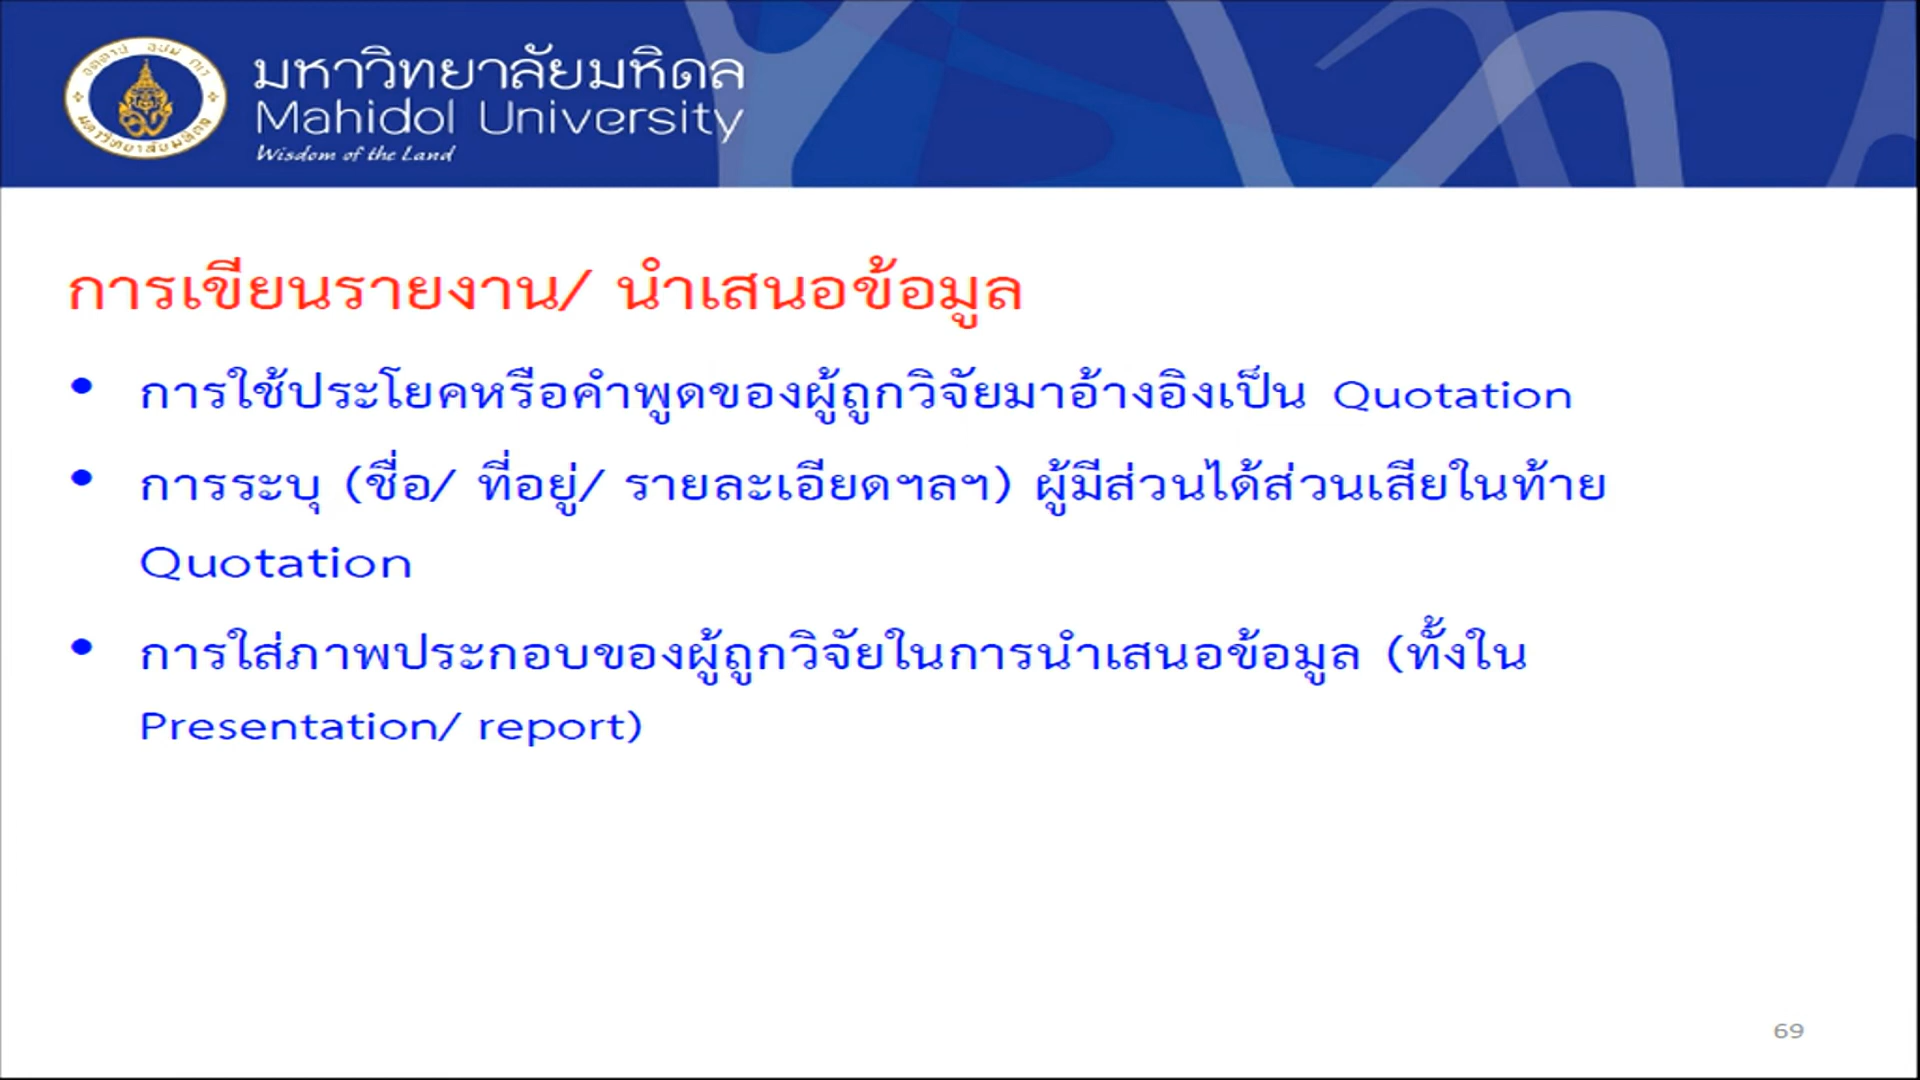 มหาวิทยาลัยมหิดล
Mahidol University
Wisdom of the Land
การเขียนรายงาน/ นำเสนอข้อมูล
• การใช้ประโยคหรือคำพูดของผู้ถูกวิจัยมาอ้างอิงเป็น Quotation
• การระบุ (ชื่อ/ ที่อยู่/ รายละเอียดฯลฯ) ผู้มีส่วนได้ส่วนเสียในท้าย
Quotation
• การใส่ภาพประกอบของผู้ถูกวิจัยในการนำเสนอข้อมูล (ทั้งใน
Presentation/ report)
69